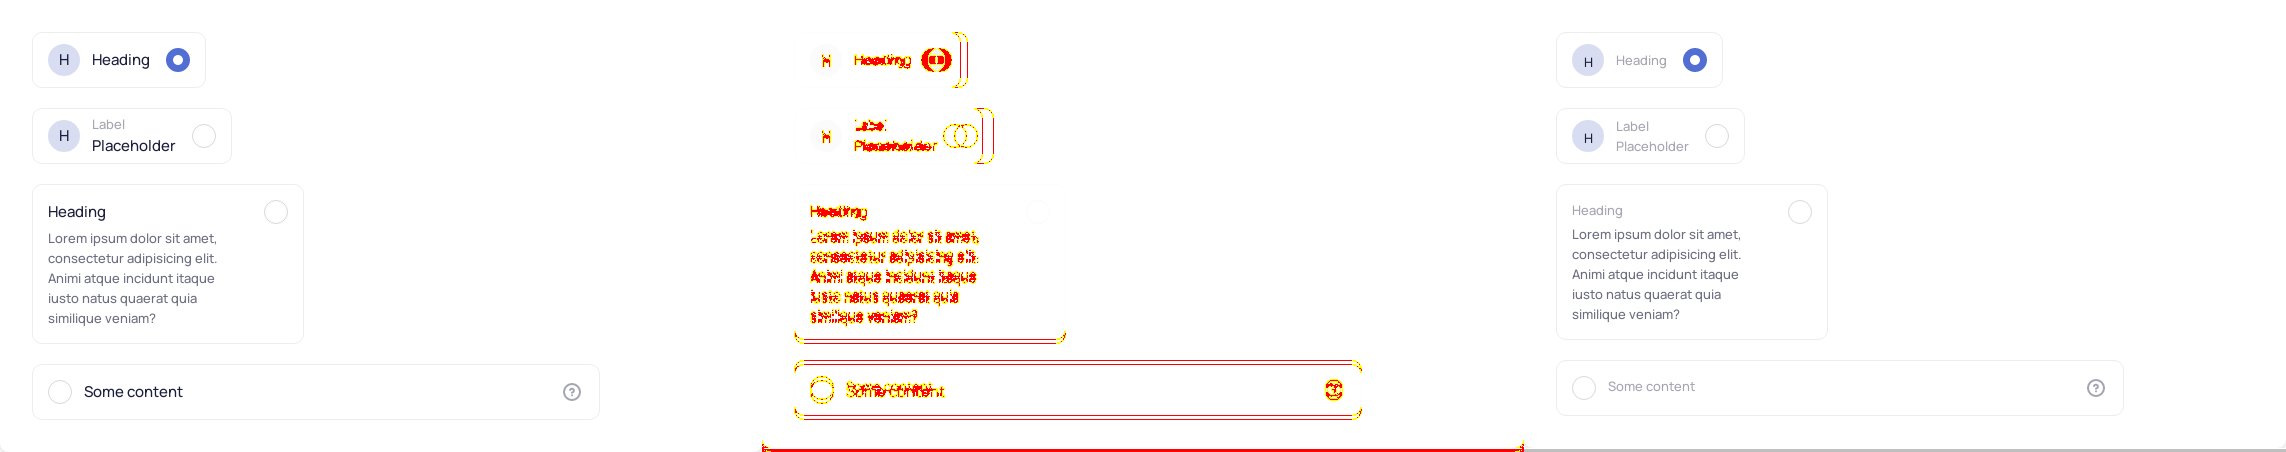 H Heading
H Heading
H Heading
Label
H Placeholder
Label
H Placeholder
Label
H Placeholder
Heading
Lorem ipsum dolor sit amet,
consectetur adipisicing elit.
Animi atque incidunt itaque
iusto natus quaerat quia
similique veniam?
Heading
Lorem ipsum dolor sit amet,
consectetur adipisicing elit.
Animi atque incidunt itaque
iusto natus quaerat quia
similique veniam?
Heading
Lorem ipsum dolor sit amet,
consectetur adipisicing elit.
Animi atque incidunt itaque
iusto natus quaerat quia
similique veniam?
Some content ?
Some content
Some content ?